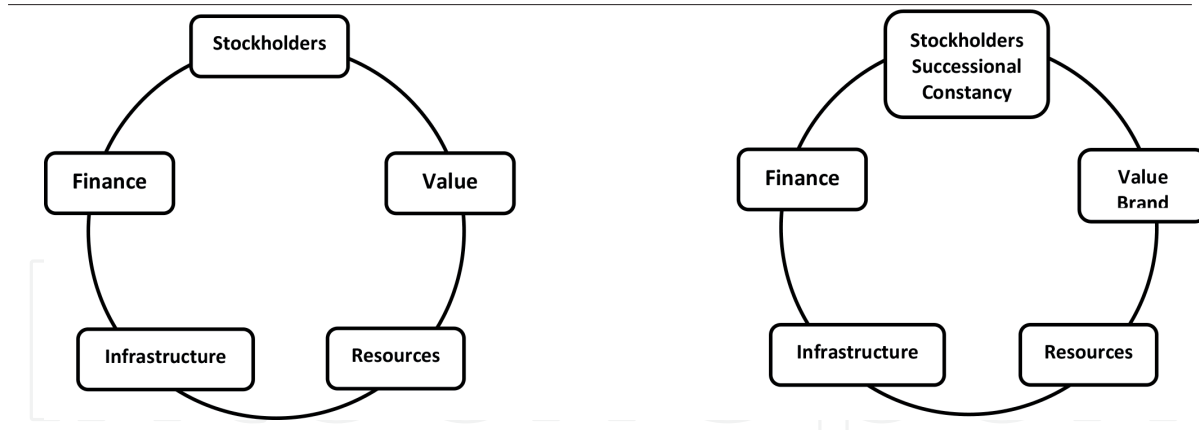 Stockholders
Finance
Value
Infrastructure
Resources
Stockholders
Successional
Constancy
Finance
Value
Brand
Infrastructure
Resources